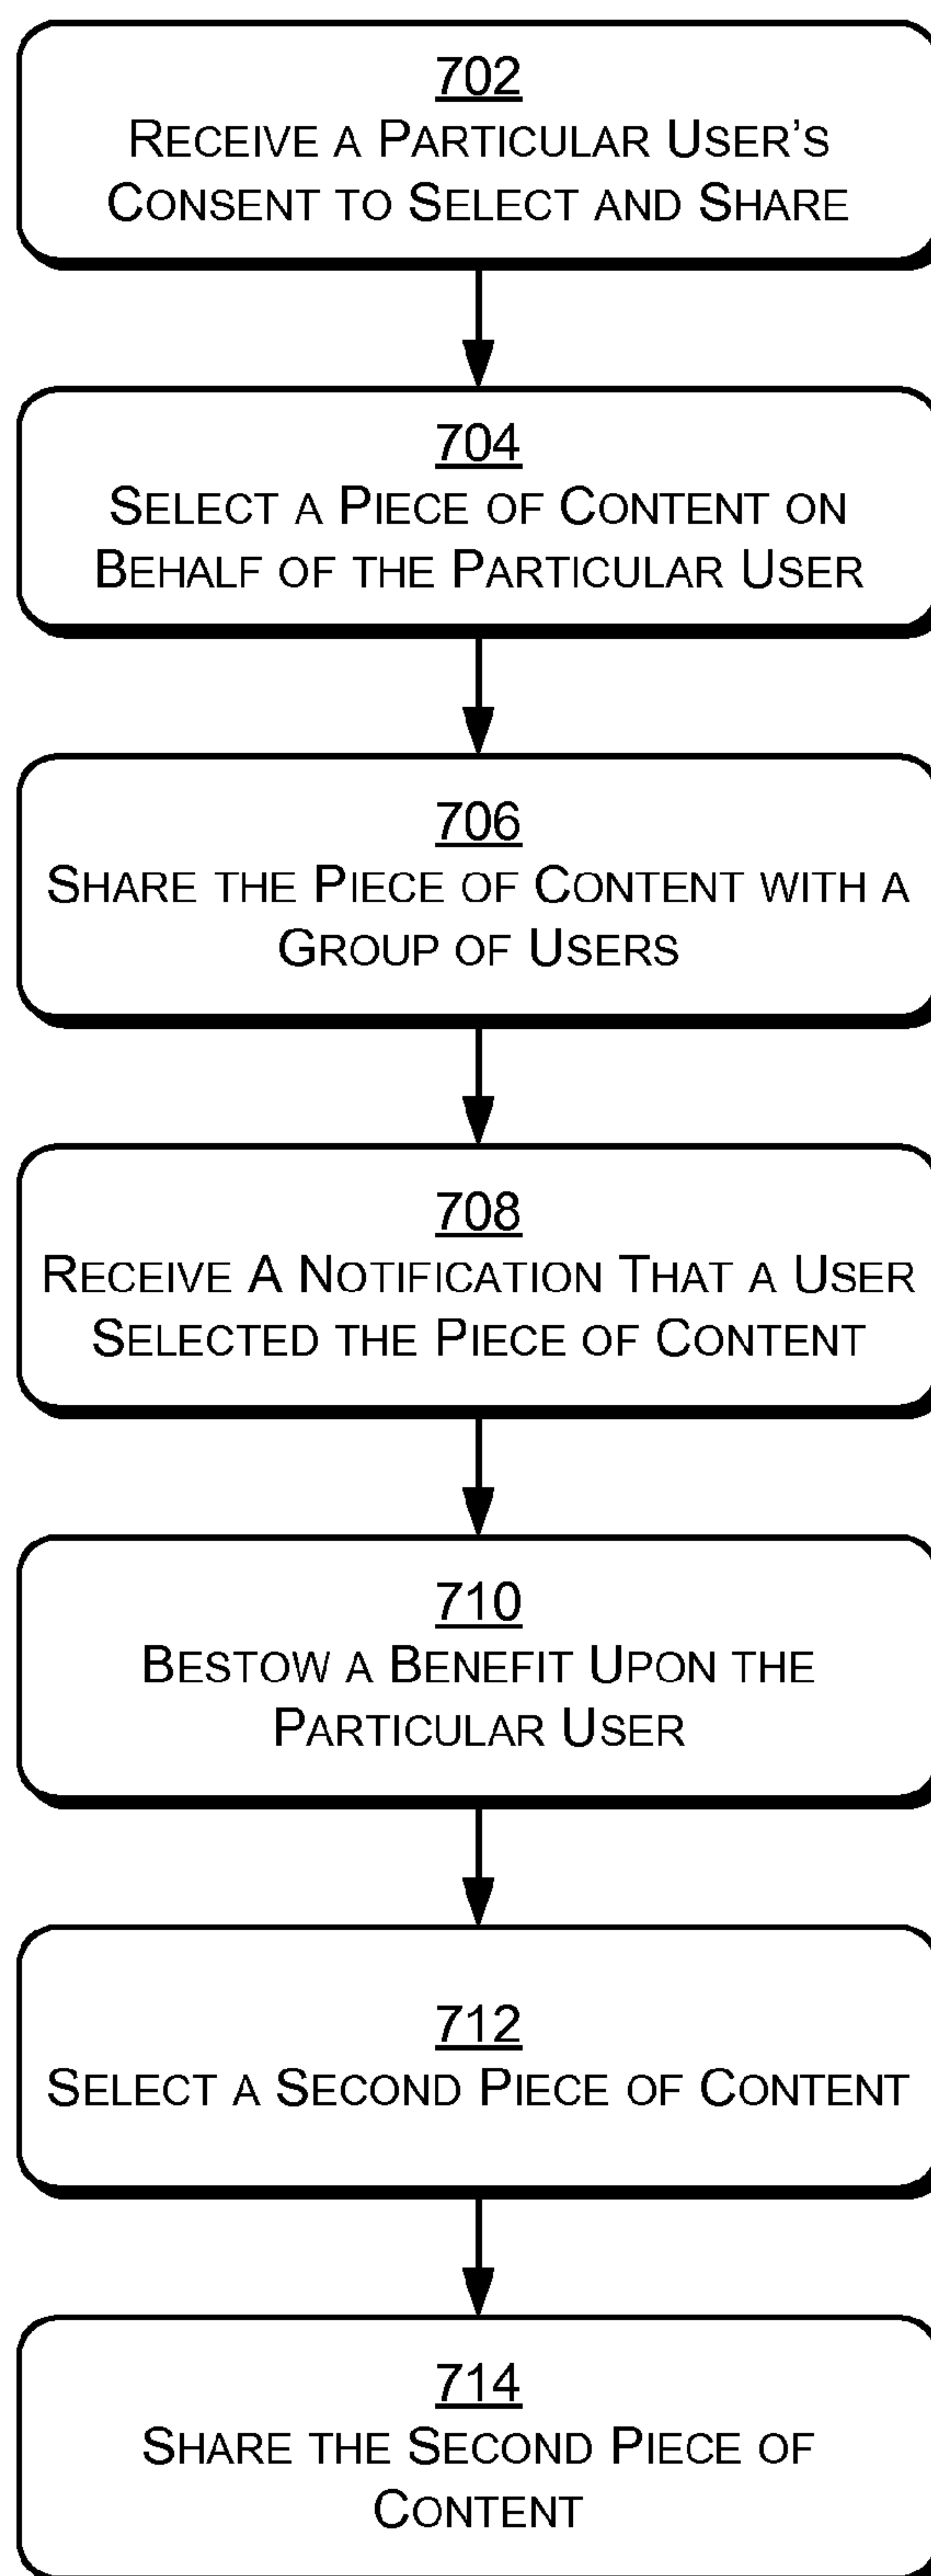 702
RECEIVE A PARTICULAR USER'S
CONSENT TO SELECT AND SHARE
704
SELECT A PIECE OF CONTENT ON
BEHALF OF THE PARTICULAR USER
706
SHARE THE PIECE OF CONTENT WITH A
GROUP OF USERS
708
RECEIVE A NOTIFICATION THAT A USER
SELECTED THE PIECE OF CONTENT
710
BESTOW A BENEFIT UPON THE
PARTICULAR USER
712
SELECT A SECOND PIECE OF CONTENT
714
SHARE THE SECOND PIECE OF
CONTENT